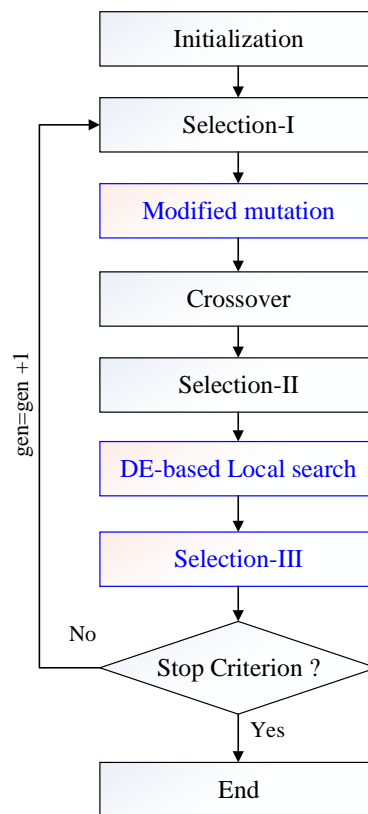 Initialization
Selection-I
Modified mutation
Crossover
Selection-II
gen=gen +1
DE-based Local search
Selection-III
No
Stop Criterion ?
Yes
End